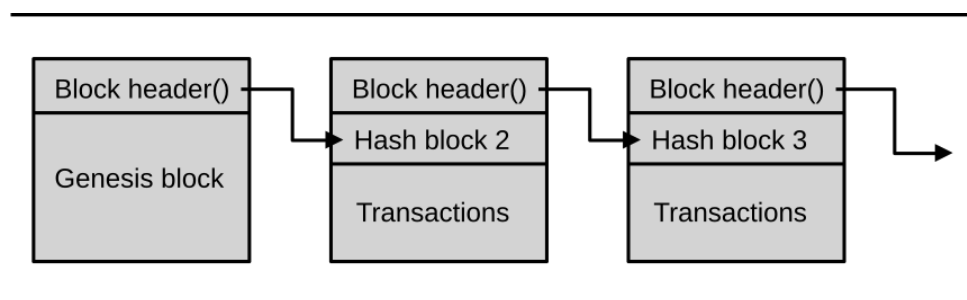 Block header()
Genesis block
Block header()
Hash block 2
Transactions
Block header()
Hash block 3
Transactions